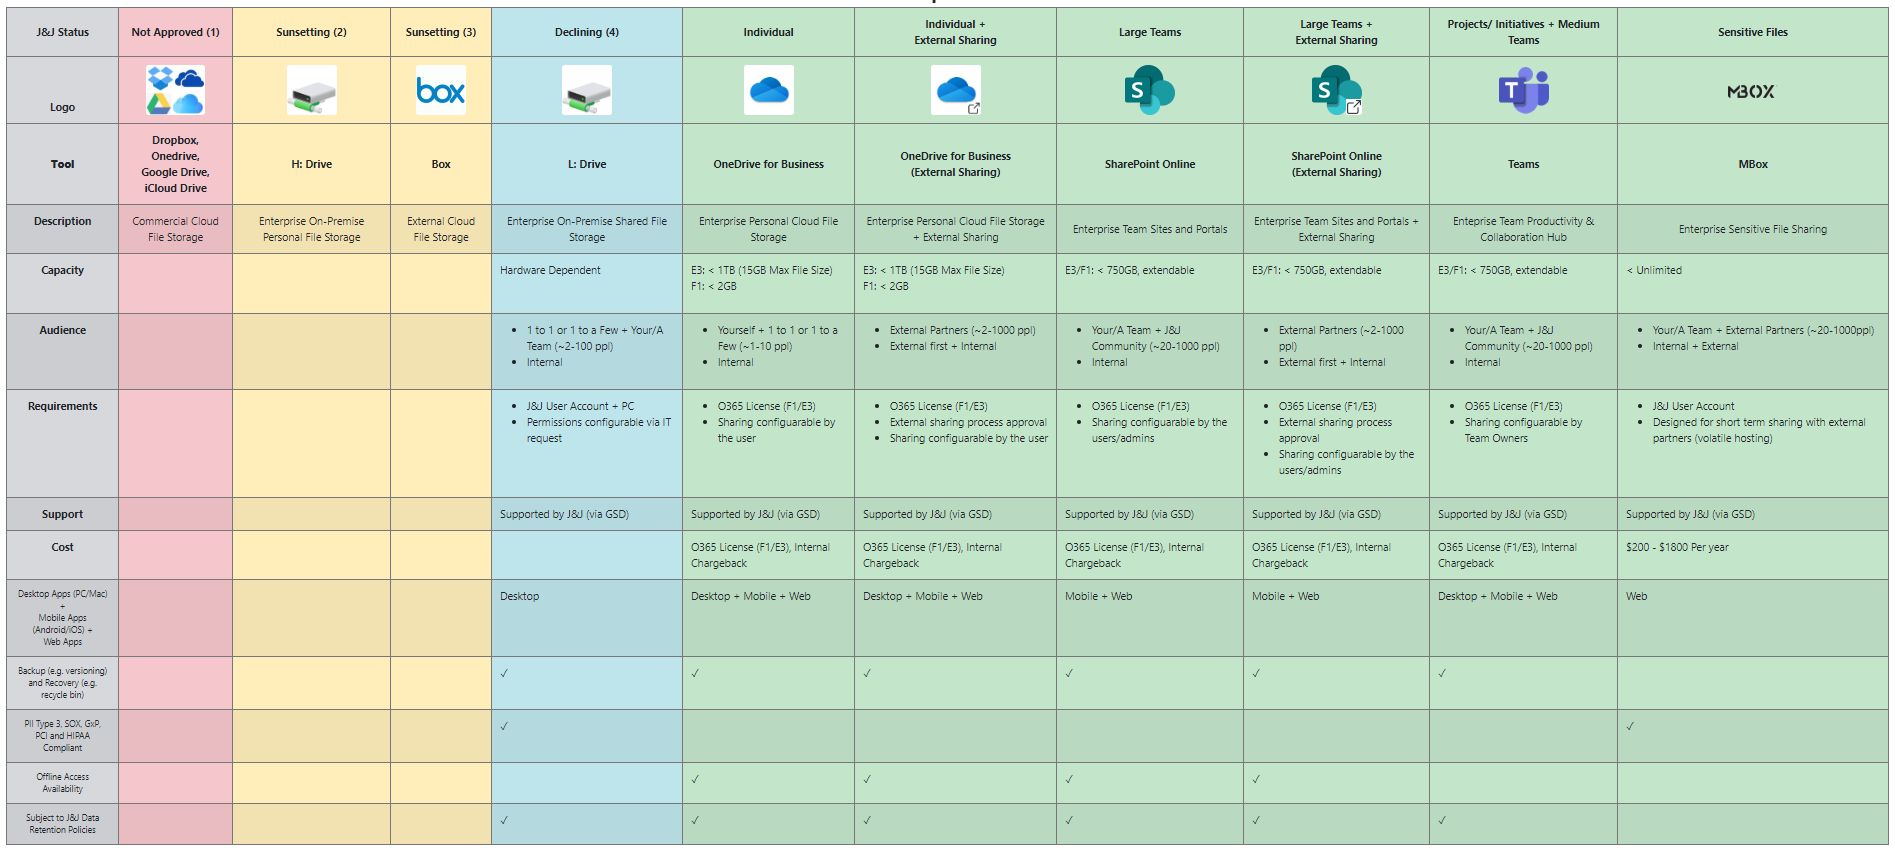 J&J Status
Not Approved (1)
Sunsetting (2)
Sunsetting (3)
Declining (4)
Individual
Individual +
External Sharing
Large Teams
Large Teams +
External Sharing
Projects/ Initiatives + Medium
Teams
Sensitive Files
Logo
box
S
S
T
MBOX
Tool
Dropbox,
Onedrive,
Google Drive,
iCloud Drive
H: Drive
Box
L: Drive
OneDrive for Business
OneDrive for Business
(External Sharing)
SharePoint Online
SharePoint Online
(External Sharing)
Teams
MBox
Description
Commercial Cloud
File Storage
Enterprise On-Premise
Personal File Storage
External Cloud
File Storage
Enterprise On-Premise Shared File
Storage
Enterprise Personal Cloud File
Storage
Enterprise Personal Cloud File Storage
+ External Sharing
Enterprise Team Sites and Portals
Enterprise Team Sites and Portals +
External Sharing
Enteprise Team Productivity &
Collaboration Hub
Enterprise Sensitive File Sharing
Capacity
Hardware Dependent
E3: < 1TB (15GB Max File Size)
F1: < 2GB
E3: < 1TB (15GB Max File Size)
F1: < 2GB
E3/F1: < 750GB, extendable
E3/F1: < 750GB, extendable
E3/F1: < 750GB, extendable
< Unlimited
Audience
• 1 to 1 or 1 to a Few + Your/A
Team (~2-100 ppl)
• Internal
• Yourself + 1 to 1 or 1 to a
Few (~1-10 ppl)
• Internal
• External Partners (~2-1000 ppl)
• External first + Internal
• Your/A Team + J&J
Community (~20-1000 ppl)
• Internal
• External Partners (~2-1000
ppl)
• External first + Internal
• Your/A Team + J&J
Community (~20-1000 ppl)
• Internal
• Your/A Team + External Partners (~20-1000ppl)
• Internal + External
Requirements
• J&J User Account + PC
• Permissions configurable via IT
request
• O365 License (F1/E3)
• Sharing configuarable by
the user
• O365 License (F1/E3)
• External sharing process approval
• Sharing configuarable by the user
• O365 License (F1/E3)
• Sharing configuarable by the
users/admins
• O365 License (F1/E3)
• External sharing process
approval
• Sharing configuarable by the
users/admins
• O365 License (F1/E3)
• Sharing configuarable by
Team Owners
• J&J User Account
• Designed for short term sharing with external
partners (volatile hosting)
Support
Supported by J&J (via GSD)
Supported by J&J (via GSD)
Supported by J&J (via GSD)
Supported by J&J (via GSD)
Supported by J&J (via GSD)
Supported by J&J (via GSD)
Supported by J&J (via GSD)
Cost
O365 License (F1/E3), Internal
Chargeback
O365 License (F1/E3), Internal
Chargeback
O365 License (F1/E3), Internal
Chargeback
O365 License (F1/E3), Internal
Chargeback
O365 License (F1/E3), Internal
Chargeback
$200 - $1800 Per year
Desktop Apps (PC/Mac)
+
Mobile Apps
(Android/iOS) +
Web Apps
Desktop
Desktop + Mobile + Web
Desktop + Mobile + Web
Mobile + Web
Mobile + Web
Desktop + Mobile + Web
Web
Backup (e.g. versioning)
and Recovery (e.g.
recycle bin)
✓
✓
✓
✓
✓
✓
PII Type 3, SOX, GxP,
PCI and HIPAA
Compliant
✓
✓
Offline Access
Availability
✓
✓
✓
✓
Subject to J&J Data
Retention Policies
✓
✓
✓
✓
✓
✓